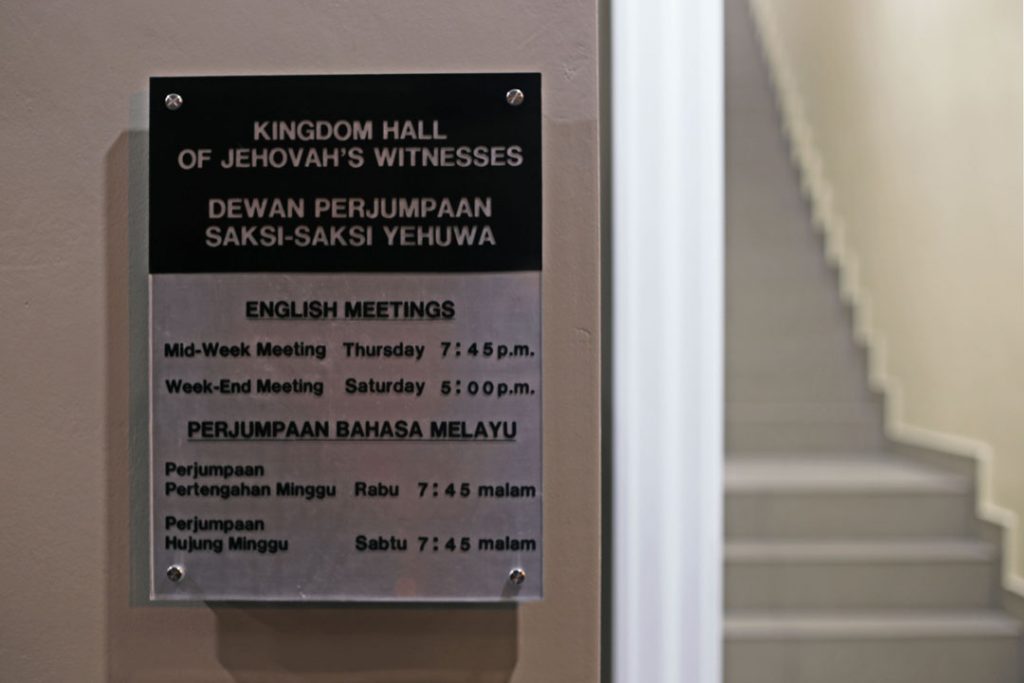 KINGDOM HALL
OF JEHOVAH'S WITNESSES
DEWAN PERJUMPAAN
SAKSI-SAKSI YEHUWA
ENGLISH MEETINGS
Mid-Week Meeting Thursday 7:45 p.m.
Week-End Meeting Saturday 5:00 p.m.
PERJUMPAAN BAHASA MELAYU
Perjumpaan
Pertengahan Minggu Rabu 7:45 malam
Perjumpaan
Hujung Minggu Sabtu 7:45 malam